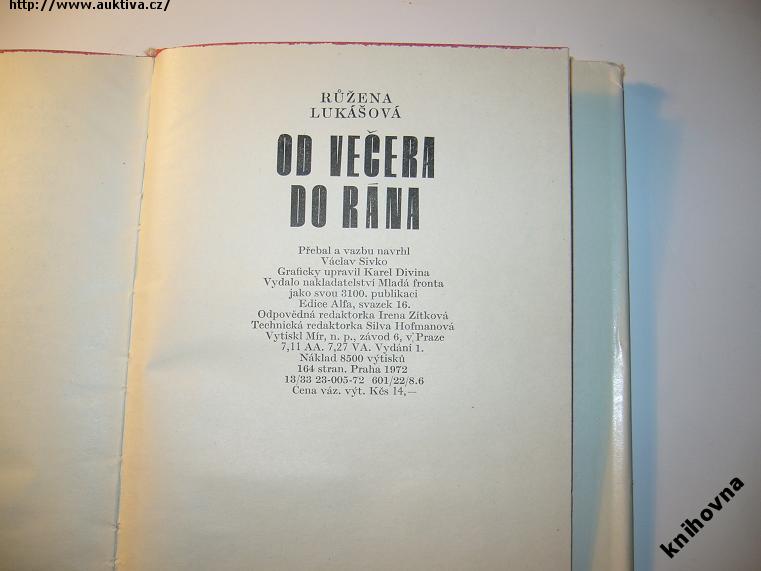 http://www.auktiva.cz/
RŮŽENA
LUKÁŠOVÁ
OD VEČERA
DO RÁNA
Přebal a vazbu navrhl
Václav Sivko
Graficky upravil Karel Divina
Vydalo nakladatelství Mladá fronta
jako svou 3100. publikaci
Edice Alfa, svazek 16.
Odpovědná redaktorka Irena Zítková
Technická redaktorka Silva Hofmanová
Vytiskl Mír, n. p., závod 6, v Praze
7,11 AA. 7,27 VA. Vydání 1.
Náklad 8500 výtisků
164 stran. Praha 1972
13/33 23-005-72 601/22/8.6
Cena váz. výt. Kčs 14,—
knihovna